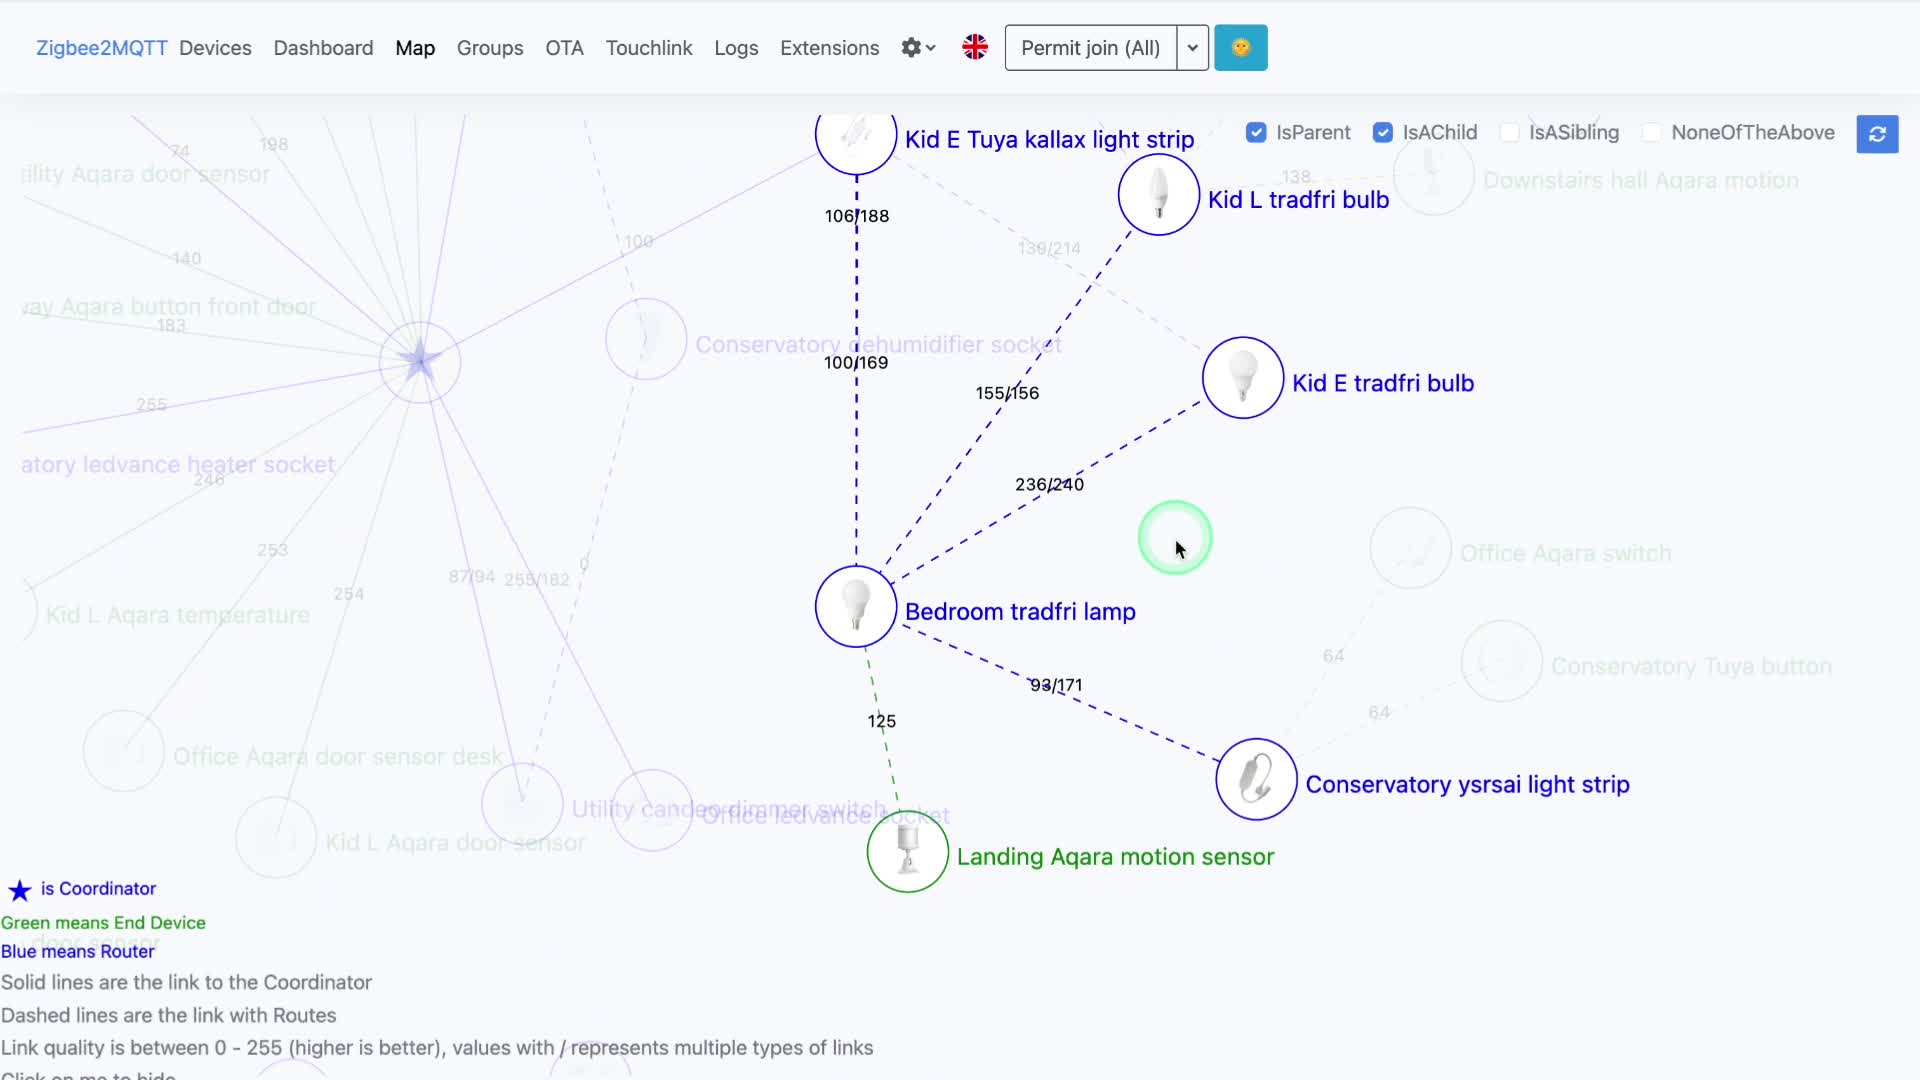 Zigbee2MQTT Devices Dashboard Map Groups OTA Touchlink Logs Extensions Permit join (All)
IsParent IsAChild IsASibling NoneOfTheAbove
Kid E Tuya kallax light strip
74
198
138
Aqara door sensor
Downstairs hall Aqara motion
Kid L tradfri bulb
106/188
100
140
Aqara button front door
183
Conservatory dehumidifier socket
100/169
Kid E tradfri bulb
155/156
255
ledvance heater socket
246
236/240
253
Office Aqara switch
87/94
0
254
Kid L Aqara temperature
Bedroom tradfri lamp
64
Conservatory Tuya button
93/171
64
125
Office Aqara door sensor desk
Conservatory ysrsai light strip
Utility candeo dimmer switch
Office ledvance socket
Kid L Aqara door sensor
Landing Aqara motion sensor
is Coordinator
Green means End Device
door sensor
Blue means Router
Solid lines are the link to the Coordinator
Dashed lines are the link with Routes
Link quality is between 0 - 255 (higher is better), values with / represents multiple types of links
Click on me to hide